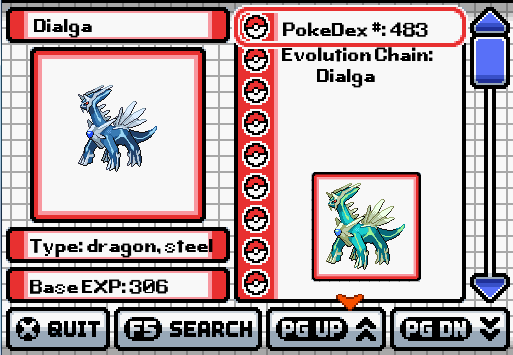 Dialga
PokeDex #: 483
Evolution Chain:
Dialga
Type: dragon, steel
Base EXP: 306
X QUIT
F5 SEARCH
PG UP
PG DN